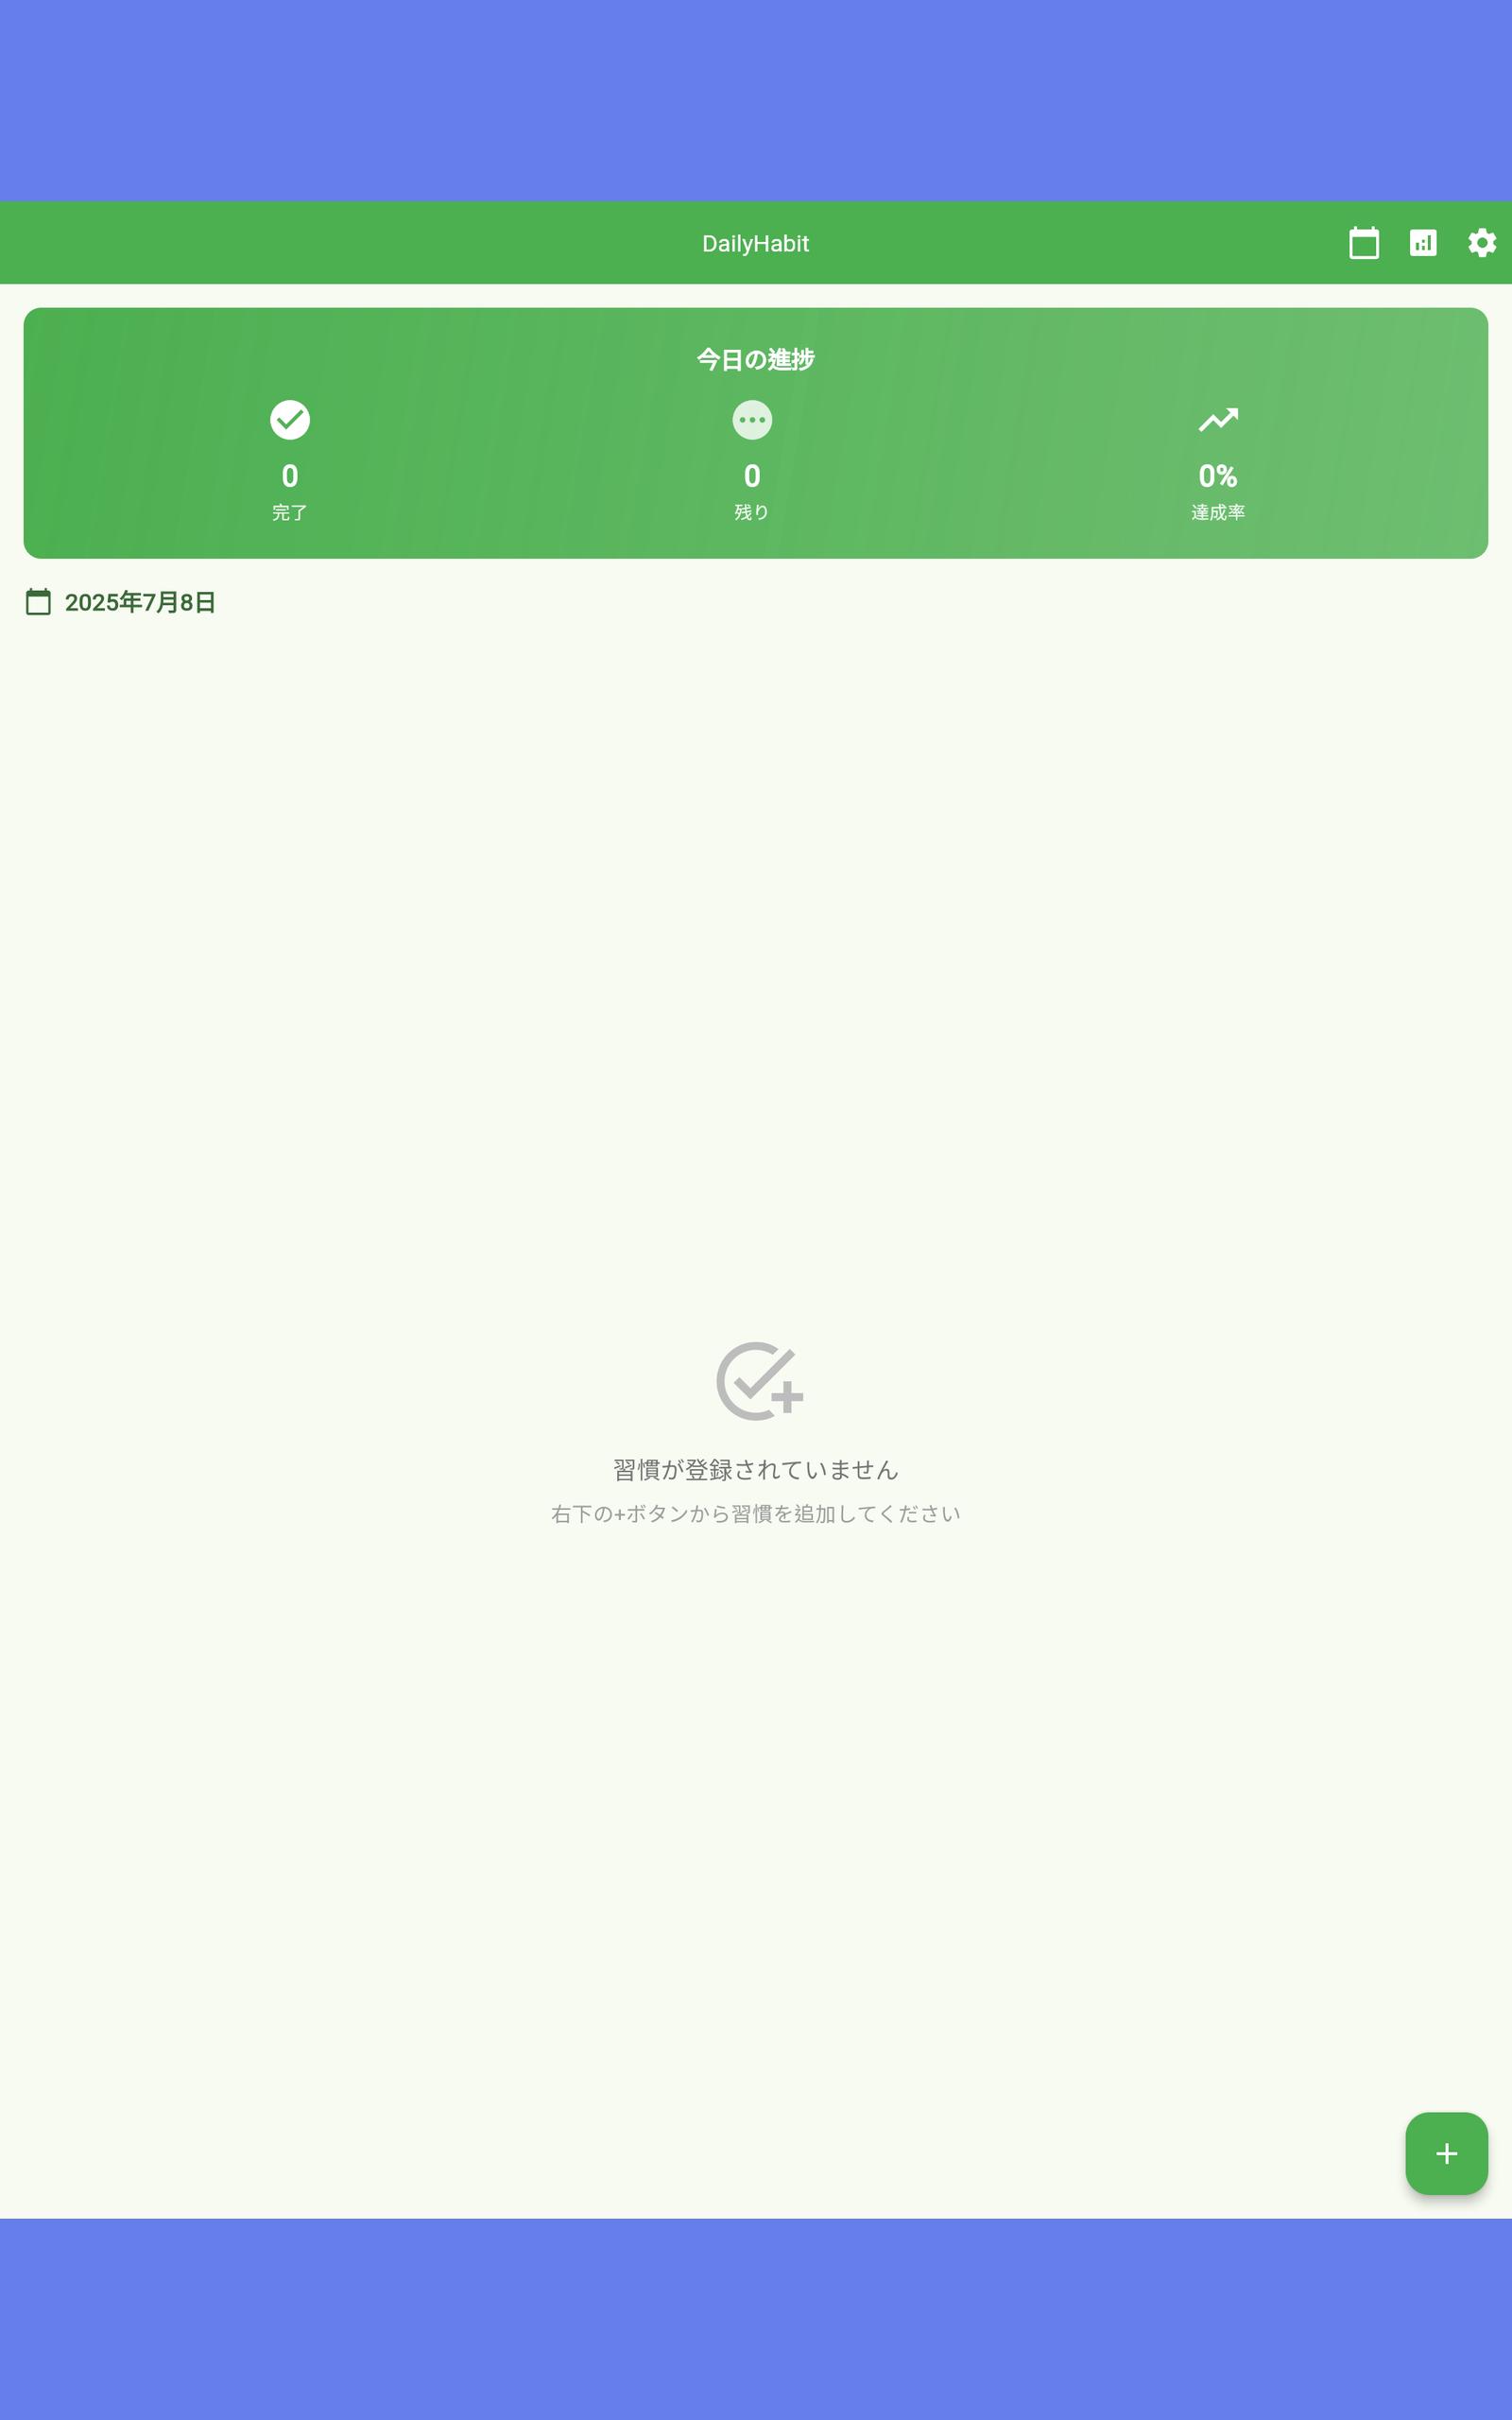 DailyHabit
今日の進捗
0
完了
0
残り
0%
達成率
2025年7月8日
習慣が登録されていません
右下の+ボタンから習慣を追加してください